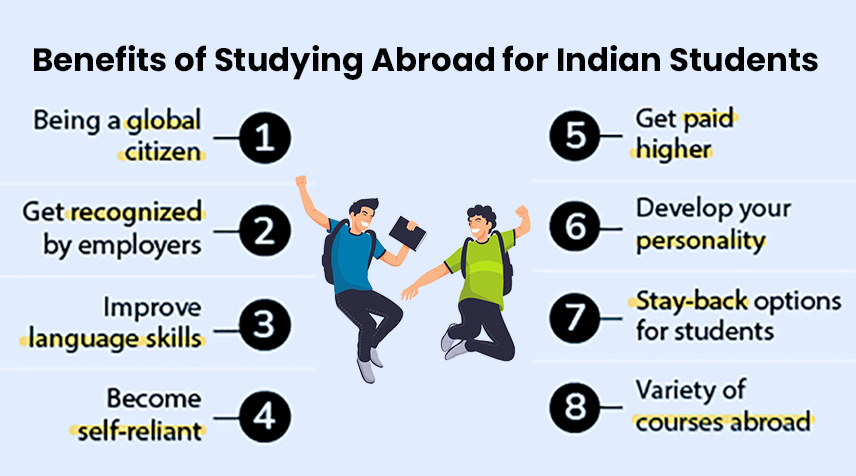 Benefits of Studying Abroad for Indian Students
Being a global
citizen
1
Get recognized
by employers
2
Improve
language skills
3
Become
self-reliant
4
5
Get paid
higher
6
Develop your
personality
7
Stay-back options
for students
8
Variety of
courses abroad